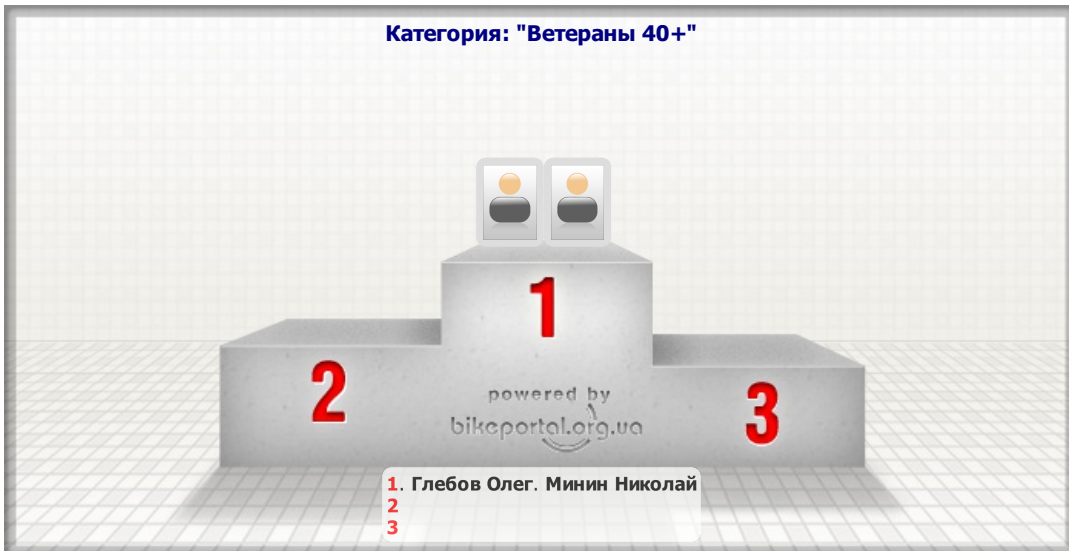 Категория: "Ветераны 40+"
1
2
3
powered by
bikeportal.org.ua
1. Глебов Олег. Минин Николай
2
3